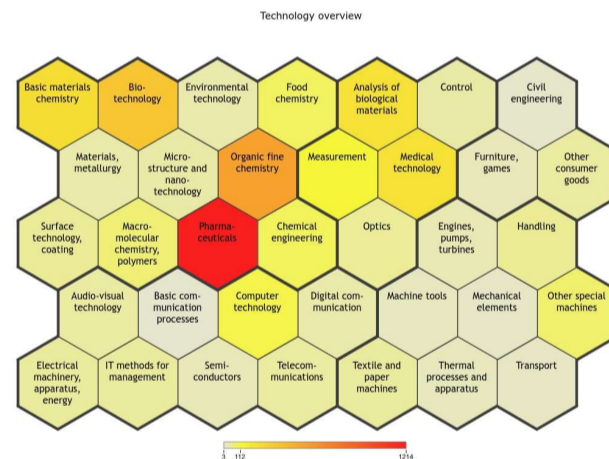 Technology overview
Basic materials
chemistry
Bio-
technology
Environmental
technology
Food
chemistry
Analysis of
biological
materials
Control
Civil
engineering
Materials,
metallurgy
Micro-
structure and
nano-
technology
Organic fine
chemistry
Measurement
Medical
technology
Furniture,
games
Other
consumer
goods
Surface
technology,
coating
Macro-
molecular
chemistry,
polymers
Pharma-
ceuticals
Chemical
engineering
Optics
Engines,
pumps,
turbines
Handling
Audio-visual
technology
Basic com-
munication
processes
Computer
technology
Digital com-
munication
Machine tools
Mechanical
elements
Other special
machines
Electrical
machinery,
apparatus,
energy
IT methods for
management
Semi-
conductors
Telecom-
munications
Textile and
paper
machines
Thermal
processes and
apparatus
Transport
3 112 1214